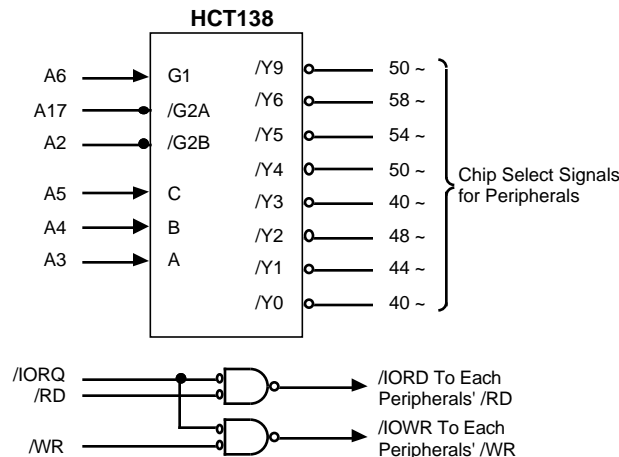 HCT138
A6 G1 /Y9 50 ~
A17 /G2A /Y6 58 ~
A2 /G2B /Y5 54 ~
/Y4 50 ~
A5 C /Y3 40 ~
A4 B /Y2 48 ~
A3 A /Y1 44 ~
/Y0 40 ~
Chip Select Signals
for Peripherals
/IORQ
/RD
/WR
/IORD To Each
Peripherals' /RD
/IOWR To Each
Peripherals' /WR